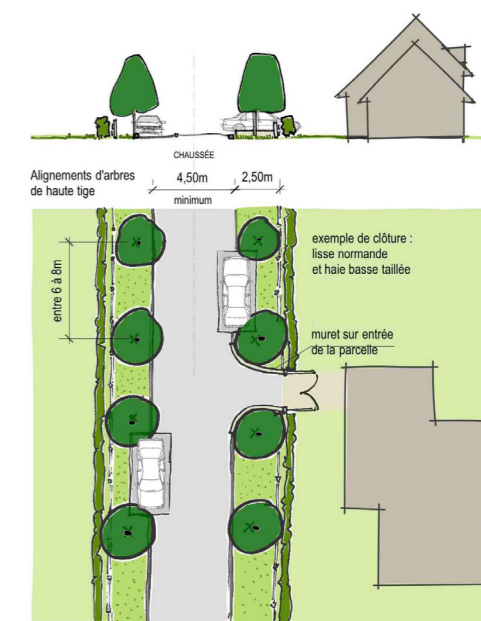 CHAUSSÉE
Alignements d'arbres
de haute tige
4,50m
2,50m
minimum
entre 6 à 8m
exemple de clôture :
lisse normande
et haie basse taillée
muret sur entrée
de la parcelle